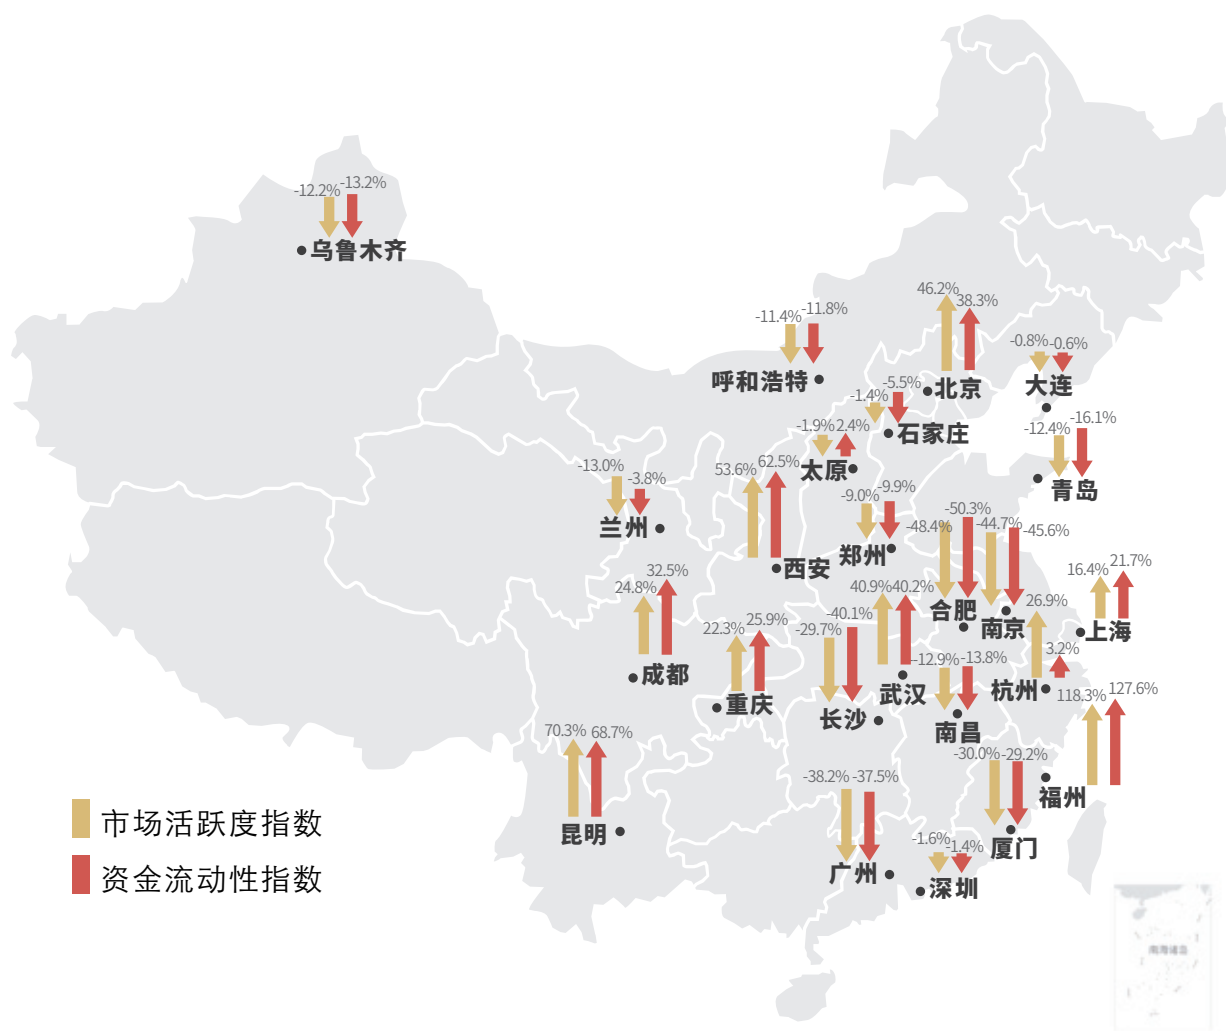 -12.2% -13.2%
乌鲁木齐
-11.4% -11.8%
呼和浩特
46.2% 38.3%
北京
-0.8% -0.6%
大连
-1.4% -5.5%
石家庄
-1.9% 2.4%
太原
-12.4% -16.1%
青岛
-13.0% -3.8%
兰州
53.6% 62.5%
西安
-9.0% -9.9%
郑州
-48.4% -50.3%
合肥
-44.7% -45.6%
南京
16.4% 21.7%
上海
24.8% 32.5%
成都
22.3% 25.9%
重庆
-29.7% -40.1%
长沙
40.9% 40.2%
武汉
26.9% 3.2%
杭州
-12.9% -13.8%
南昌
118.3% 127.6%
福州
70.3% 68.7%
昆明
-38.2% -37.5%
广州
-30.0% -29.2%
厦门
-1.6% -1.4%
深圳
市场活跃度指数
资金流动性指数
南海诸岛